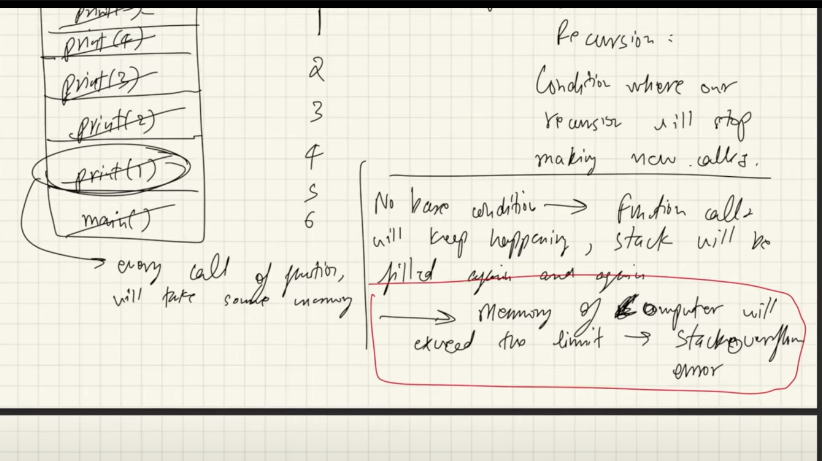 print(4)
print(3)
print(2)
print(1)
main()
1
2
3
4
5
6
every call of function,
will take some memory
Recursion :
Condition where our
recursion will stop
making new calls.
No base condition → function calls
will keep happening, stack will be
filled again and again
→ Memory of Computer will
exceed the limit → Stack overflow
error